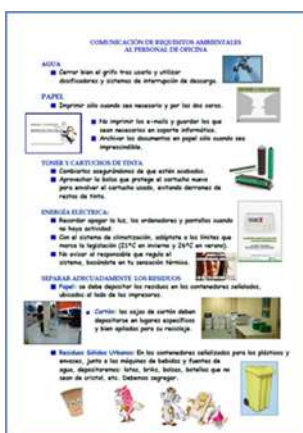 COMUNICACIÓN DE REQUISITOS AMBIENTALES
AL PERSONAL DE OFICINA
AGUA
Cerrar bien el grifo tras usarlo y utilizar
dosificadores y sistemas de interrupción de descarga.
PAPEL
Imprimir sólo cuando sea necesario y por las dos caras.
No imprimir los e-mails y guardar los que
sean necesarios en soporte informático.
Archivar los documentos en papel sólo cuando sea
imprescindible.
TONER Y CARTUCHOS DE TINTA
Cambiarlos asegurándonos de que estén acabados.
Aprovechar la bolsa que protege el cartucho nuevo
para envolver el cartucho usado, evitando derrames de
restos de tinta.
ENERGÍA ELÉCTRICA:
Recordar apagar la luz, los ordenadores y pantallas cuando
no haya actividad.
Con el sistema de climatización, adáptate a los límites que
marca la legislación (21ºC en invierno y 26ºC en verano).
No avisar al responsable que regula el
sistema, basándote en tu sensación térmica.
SEPARAR ADECUADAMENTE LOS RESIDUOS
Papel: se debe depositar los residuos en los contenedores señalizados,
ubicados al lado de las impresoras.
Cartón: las cajas de cartón deben
depositarse en lugares específicos
y bien apiladas para su reciclaje.
Residuos Sólidos Urbanos: En los contenedores señalizados para los plásticos y
envases, junto a las máquinas de bebidas y fuentes de
agua, depositaremos: latas, briks, bolsas, botellas que no
sean de cristal, etc. Debemos segregar.